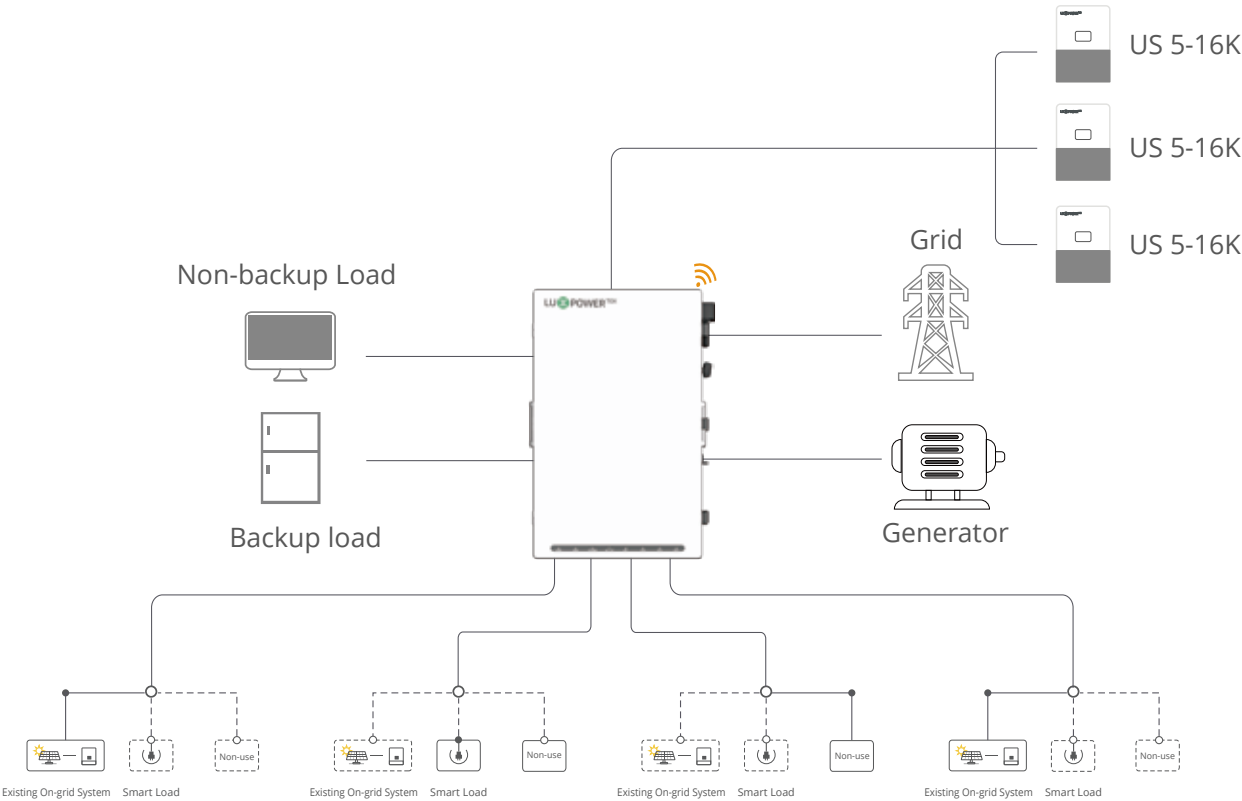 US 5-16K
US 5-16K
US 5-16K
Grid
Non-backup Load
LUXPOWER
Backup load
Generator
Non-use
Non-use
Non-use
Non-use
Existing On-grid System Smart Load
Existing On-grid System Smart Load
Existing On-grid System Smart Load
Existing On-grid System Smart Load